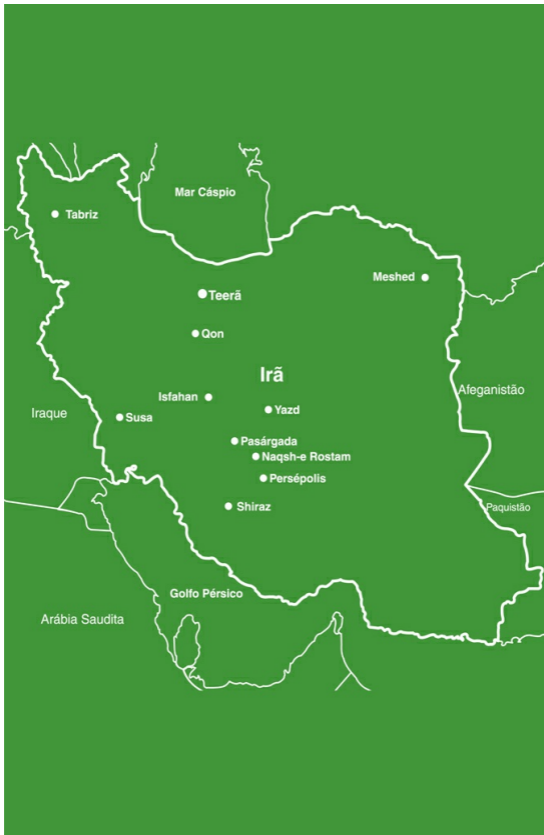 Mar Cáspio
Tabriz
Meshed
Teerã
Qon
Irã
Afeganistão
Isfahan
Yazd
Iraque
Susa
Pasárgada
Naqsh-e Rostam
Persépolis
Shiraz
Paquistão
Golfo Pérsico
Arábia Saudita